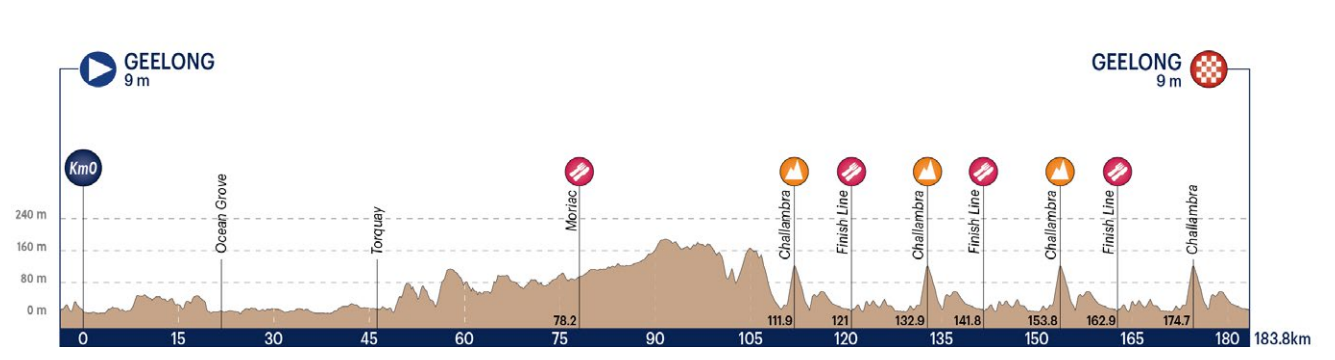 GEELONG
9 m
GEELONG
9 m
Km0
Ocean Grove
Torquay
Moriac
Challambra
Finish Line
Challambra
Finish Line
Challambra
Finish Line
Challambra
240 m
160 m
80 m
0 m
78.2
111.9
121
132.9
141.8
153.8
162.9
174.7
0 15 30 45 60 75 90 105 120 135 150 165 180 183.8km